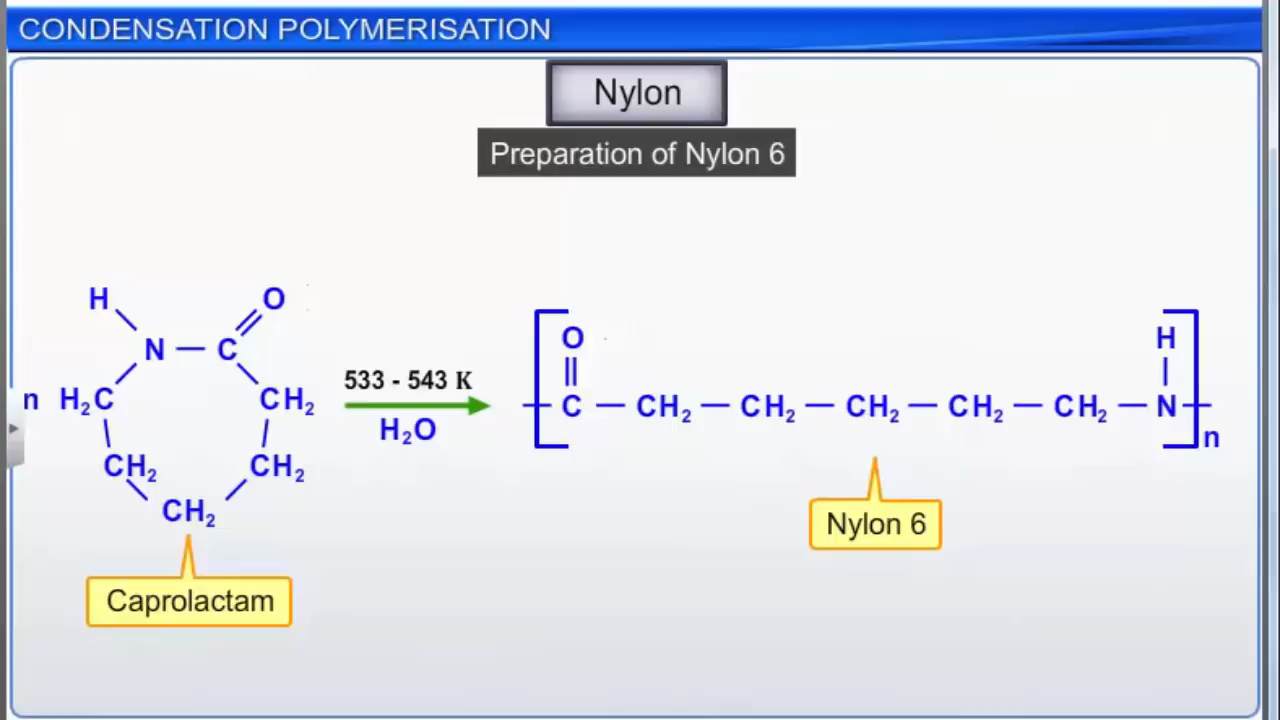 CONDENSATION POLYMERISATION
Nylon
Preparation of Nylon 6
H O
N — C
n H₂C CH₂
CH₂ CH₂
CH₂
Caprolactam
533 - 543 K
H₂O
O H
C — CH₂ — CH₂ — CH₂ — CH₂ — CH₂ — N
n
Nylon 6